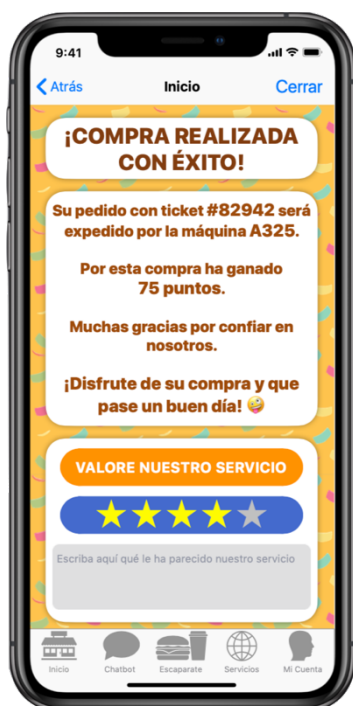 9:41
Atrás
Inicio
Cerrar
¡COMPRA REALIZADA
CON ÉXITO!
Su pedido con ticket #82942 será
expedido por la máquina A325.
Por esta compra ha ganado
75 puntos.
Muchas gracias por confiar en
nosotros.
¡Disfrute de su compra y que
pase un buen día! 🤪
VALORE NUESTRO SERVICIO
Escriba aquí qué le ha parecido nuestro servicio
Inicio
Chatbot
Escaparate
Servicios
Mi Cuenta